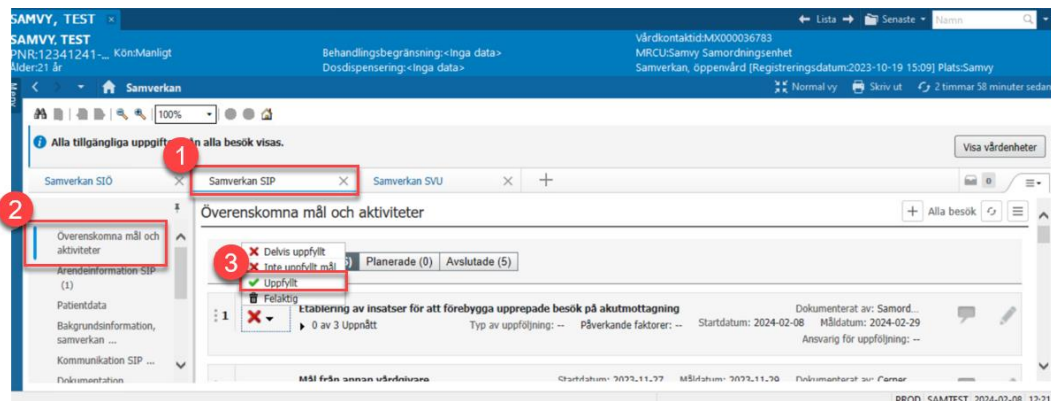 SAMVY, TEST ×
← Lista → Senaste Namn
SAMVY, TEST
PNR:12341241-... Kön:Manligt
Ålder:21 år
Behandlingsbegränsning:<Inga data>
Dosdispensering:<Inga data>
Vårdkontaktid:MX000036783
MRCU:Samvy Samordningsenhet
Samverkan, öppenvård [Registreringsdatum:2023-10-19 15:09] Plats:Samvy
Meny
Samverkan
Normal vy Skriv ut 2 timmar 58 minuter sedan
100%
Alla tillgängliga uppgifter från alla besök visas.
Visa vårdenheter
1
Samverkan SIÖ × Samverkan SIP × Samverkan SVU × +
0
2
Överenskomna mål och aktiviteter
+ Alla besök
Överenskomna mål och
aktiviteter
Ärendeinformation SIP
(1)
Patientdata
Bakgrundsinformation,
samverkan ...
Kommunikation SIP ...
Dokumentation
3
Delvis uppfyllt
Inte uppfyllt mål
Uppfyllt
Felaktig
Planerade (0) Avslutade (5)
1
Etablering av insatser för att förebygga upprepade besök på akutmottagning
0 av 3 Uppnått Typ av uppföljning: -- Påverkande faktorer: --
Startdatum: 2024-02-08 Måldatum: 2024-02-29
Dokumenterat av: Samord...
Ansvarig för uppföljning: --
Mål från annan vårdgivare Startdatum: 2023-11-27 Måldatum: 2023-11-29 Dokumenterat av: Cerner
PROD SAMTEST 2024-02-08 12:21